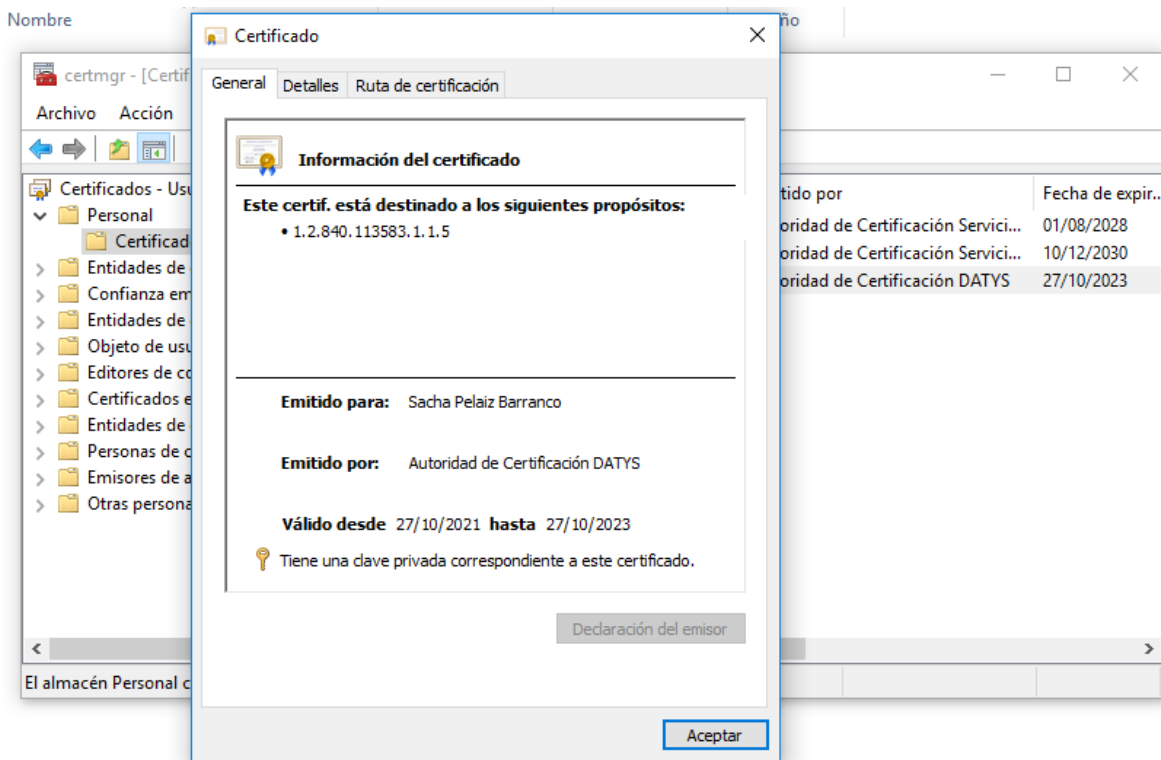 Nombre
ño
Certificado
certmgr - [Certif
General Detalles Ruta de certificación
Archivo Acción
Información del certificado
Certificados - Usu
Este certif. está destinado a los siguientes propósitos:
• 1.2.840.113583.1.1.5
Personal
Certificad
Entidades de
Confianza em
Entidades de
Objeto de usu
Editores de co
Certificados e
Entidades de
Personas de c
Emisores de a
Otras persona
tido por Fecha de expir...
oridad de Certificación Servici... 01/08/2028
oridad de Certificación Servici... 10/12/2030
oridad de Certificación DATYS 27/10/2023
Emitido para: Sacha Pelaiz Barranco
Emitido por: Autoridad de Certificación DATYS
Válido desde 27/10/2021 hasta 27/10/2023
Tiene una clave privada correspondiente a este certificado.
Declaración del emisor
El almacén Personal c
Aceptar